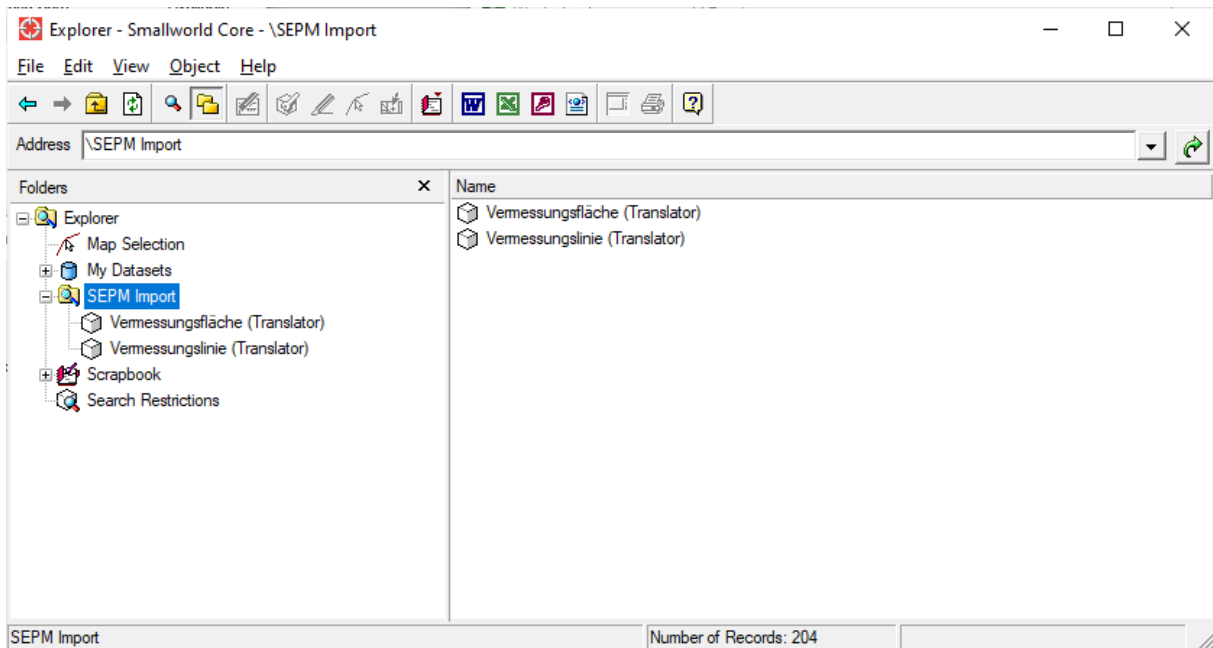 Explorer - Smallworld Core - \SEPM Import
File Edit View Object Help
Address \SEPM Import
Folders
Explorer
Map Selection
My Datasets
SEPM Import
Vermessungsfläche (Translator)
Vermessungslinie (Translator)
Scrapbook
Search Restrictions
Name
Vermessungsfläche (Translator)
Vermessungslinie (Translator)
SEPM Import
Number of Records: 204